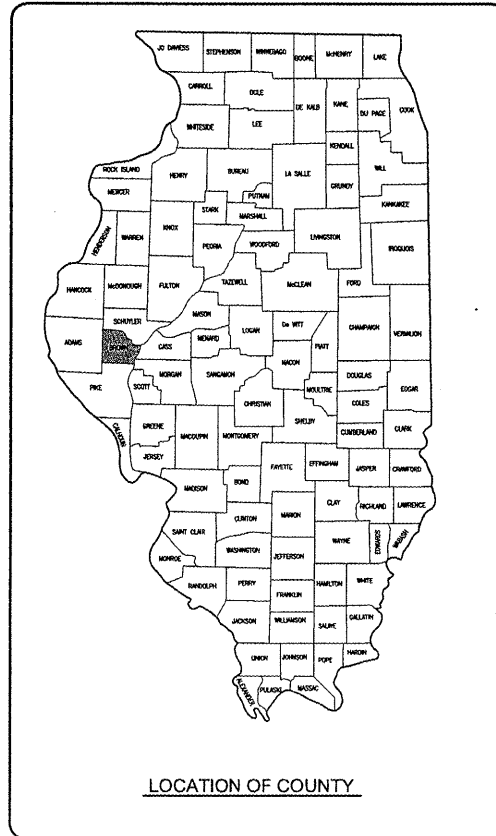 JO DAVIESS STEPHENSON WINNEBAGO BOONE McHENRY LAKE
CARROLL OGLE DE KALB KANE COOK
DU PAGE
WHITESIDE LEE
KENDALL
ROCK ISLAND HENRY BUREAU LA SALLE GRUNDY WILL
MERCER PUTNAM KANKAKEE
STARK MARSHALL
HENDERSON WARREN KNOX PEORIA WOODFORD LIVINGSTON IROQUOIS
HANCOCK McDONOUGH FULTON TAZEWELL McCLEAN FORD
SCHUYLER MASON
ADAMS BROWN CASS MENARD LOGAN De WITT PIATT CHAMPAIGN VERMILION
MACON
PIKE SCOTT MORGAN SANGAMON MOULTRIE DOUGLAS EDGAR
CHRISTIAN COLES
CALHOUN GREENE MACOUPIN MONTGOMERY SHELBY CUMBERLAND CLARK
JERSEY
FAYETTE EFFINGHAM JASPER CRAWFORD
MADISON BOND
CLAY RICHLAND LAWRENCE
CLINTON MARION
SAINT CLAIR WAYNE EDWARDS WABASH
WASHINGTON JEFFERSON
MONROE
RANDOLPH PERRY HAMILTON WHITE
FRANKLIN
JACKSON WILLIAMSON SALINE GALLATIN
UNION JOHNSON POPE HARDIN
ALEXANDER PULASKI MASSAC
LOCATION OF COUNTY